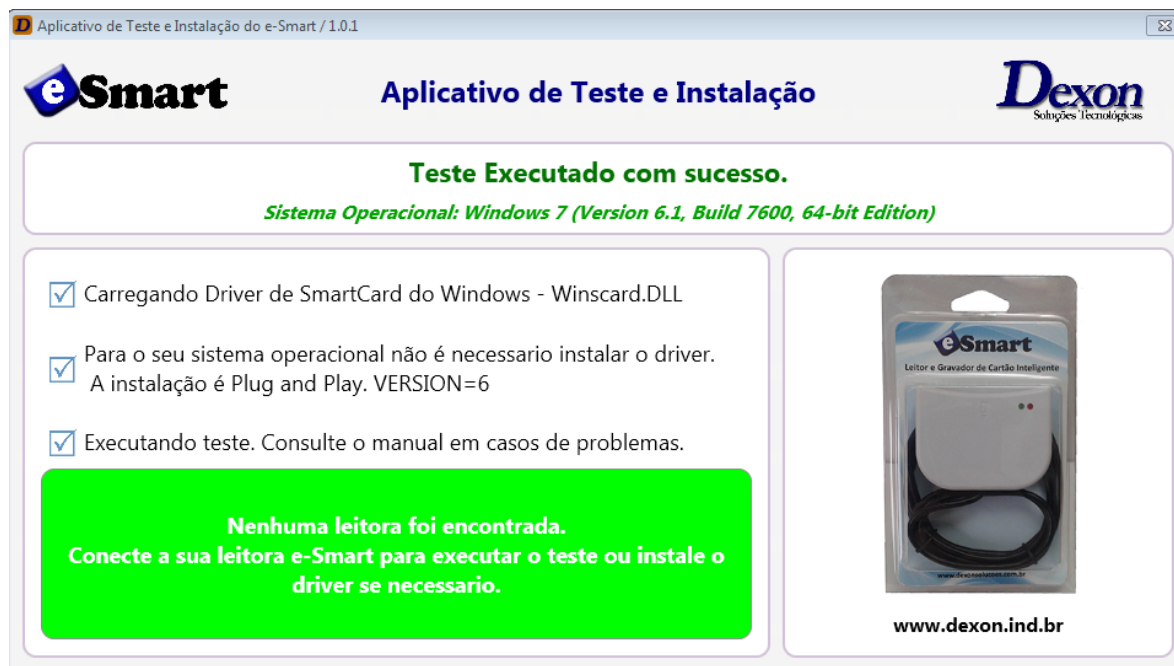 D Aplicativo de Teste e Instalação do e-Smart / 1.0.1
eSmart
Aplicativo de Teste e Instalação
Dexon
Soluções Tecnológicas
Teste Executado com sucesso.
Sistema Operacional: Windows 7 (Version 6.1, Build 7600, 64-bit Edition)
Carregando Driver de SmartCard do Windows - Winscard.DLL
Para o seu sistema operacional não é necessario instalar o driver.
A instalação é Plug and Play. VERSION=6
Executando teste. Consulte o manual em casos de problemas.
Nenhuma leitora foi encontrada.
Conecte a sua leitora e-Smart para executar o teste ou instale o
driver se necessario.
eSmart
Leitor e Gravador de Cartão Inteligente
www.dexon.ind.br